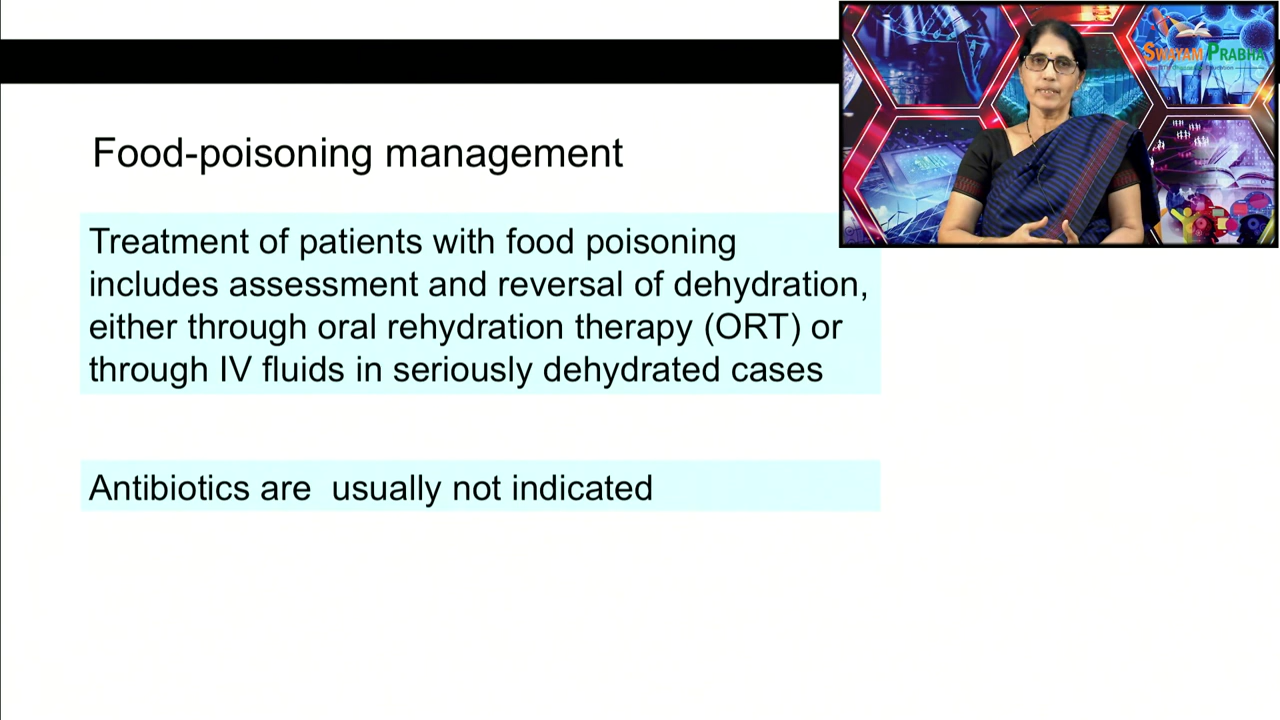 SWAYAM PRABHA
Food-poisoning management
Treatment of patients with food poisoning
includes assessment and reversal of dehydration,
either through oral rehydration therapy (ORT) or
through IV fluids in seriously dehydrated cases
Antibiotics are  usually not indicated